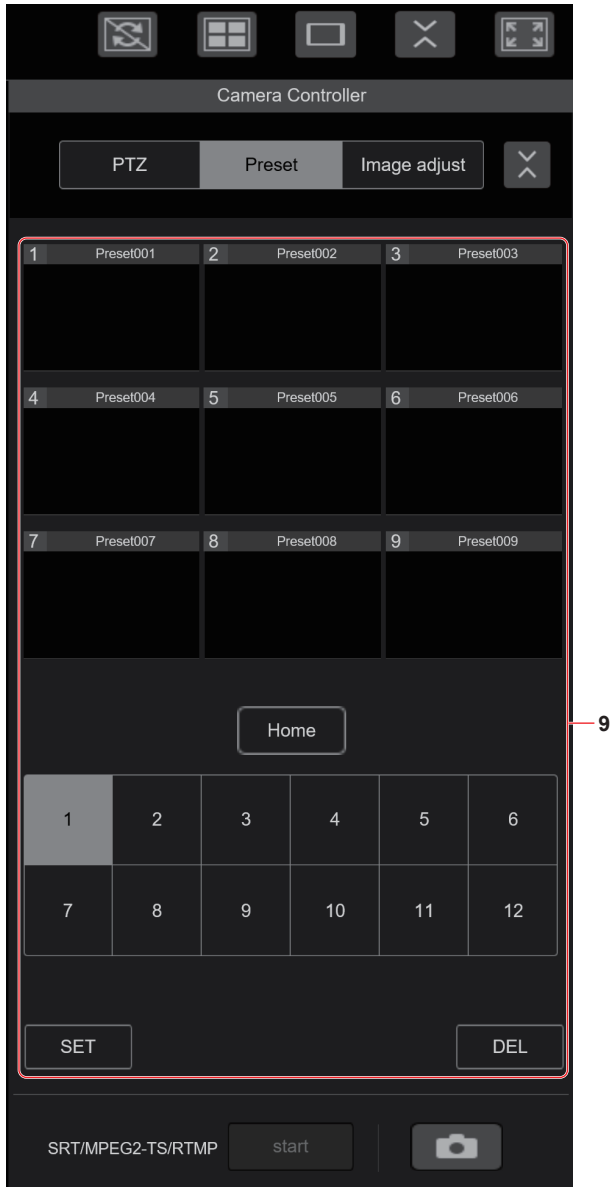 Camera Controller
PTZ Preset Image adjust
1 Preset001 2 Preset002 3 Preset003
4 Preset004 5 Preset005 6 Preset006
7 Preset007 8 Preset008 9 Preset009
Home
9
1 2 3 4 5 6
7 8 9 10 11 12
SET DEL
SRT/MPEG2-TS/RTMP start